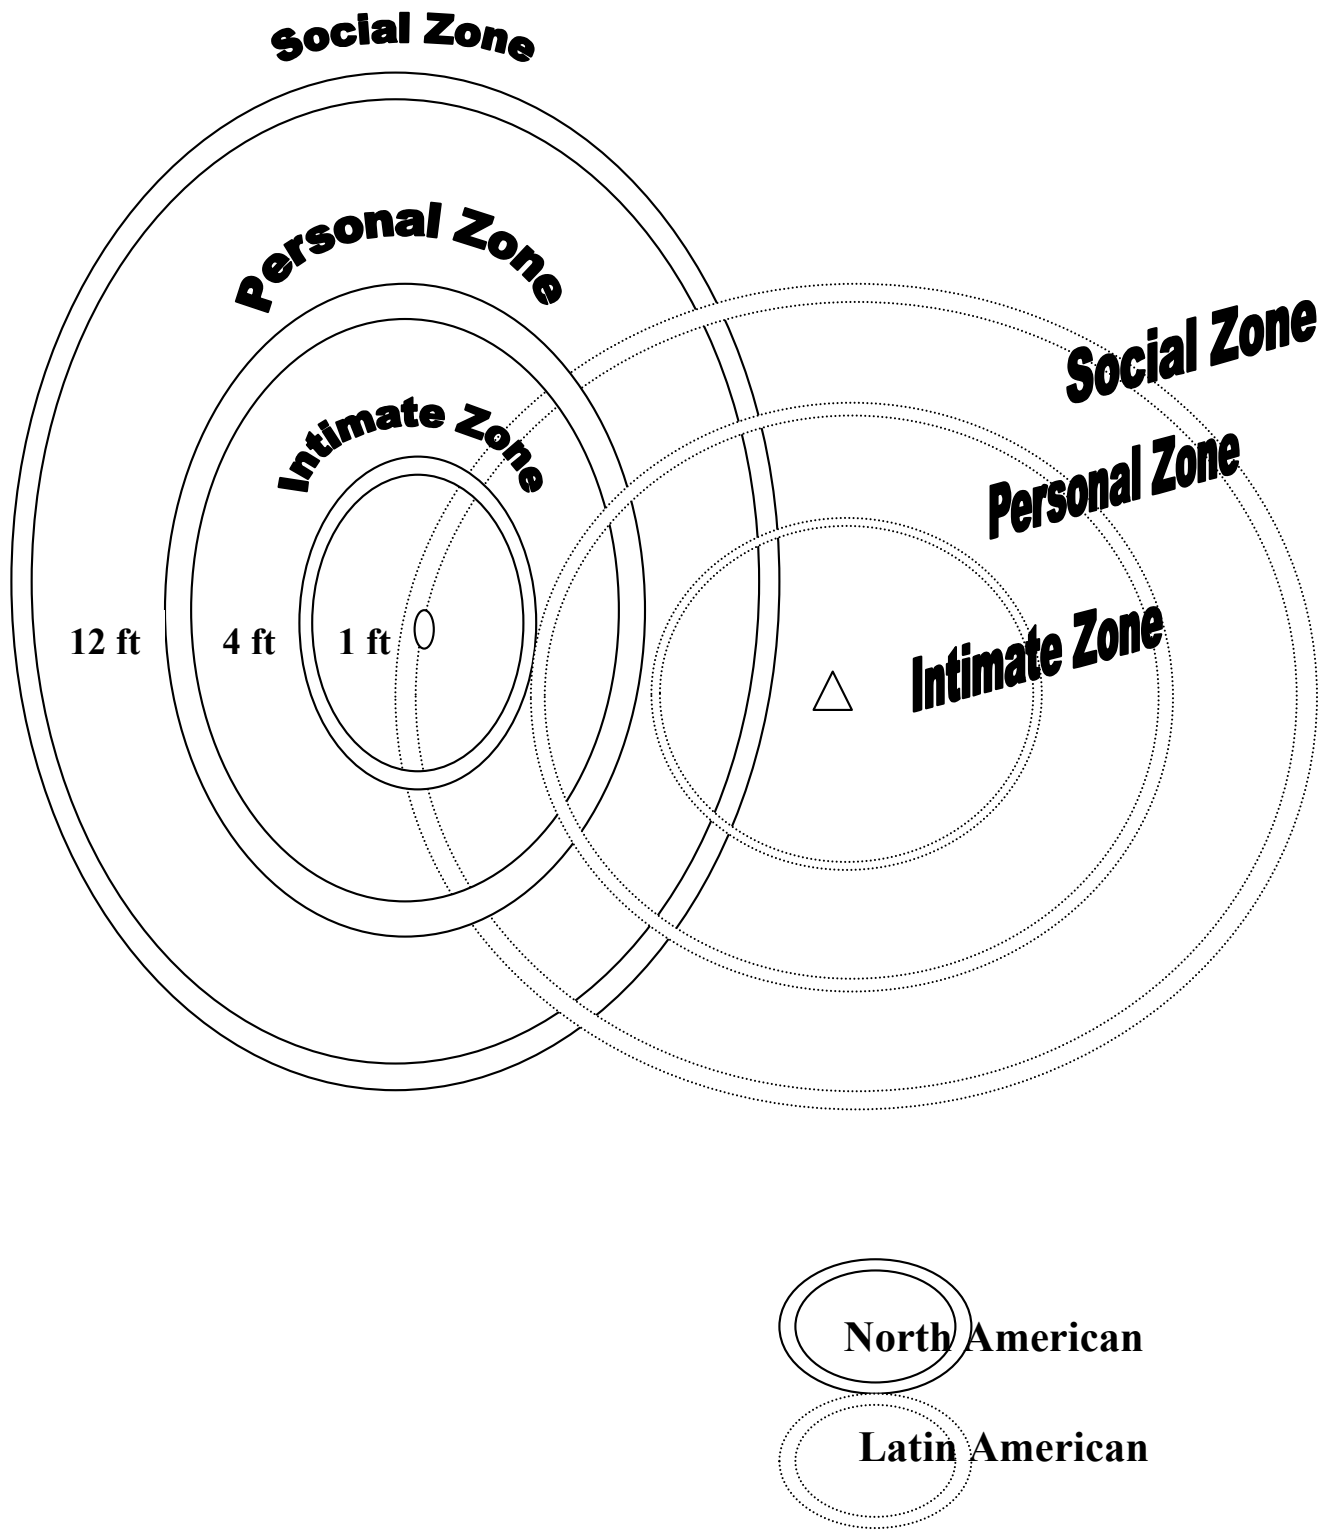 Social Zone
Personal Zone
Social Zone
Intimate Zone
Personal Zone
12 ft 4 ft 1 ft
Intimate Zone
North American
Latin American